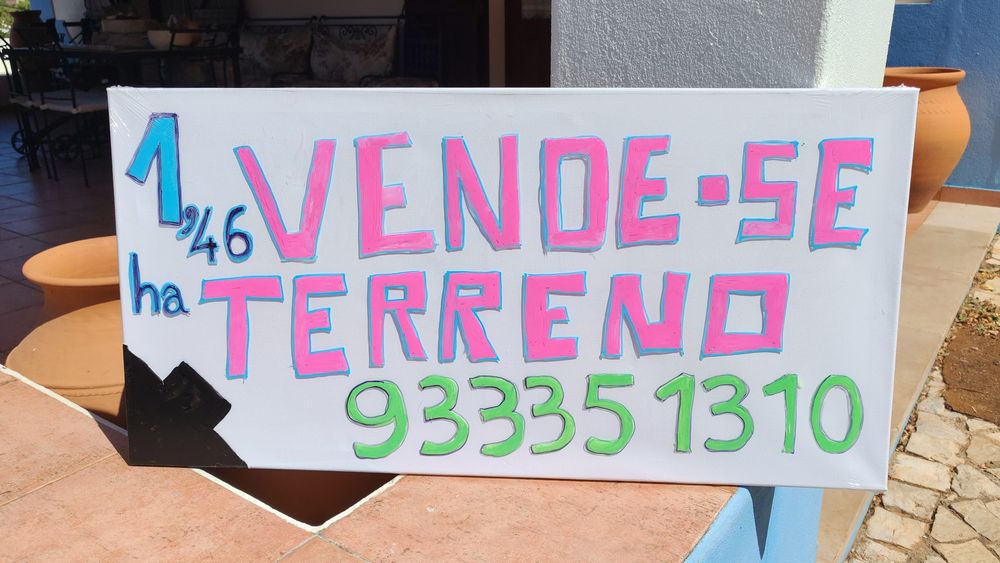 1,46 ha
VENDE-SE
TERRENO
933351310